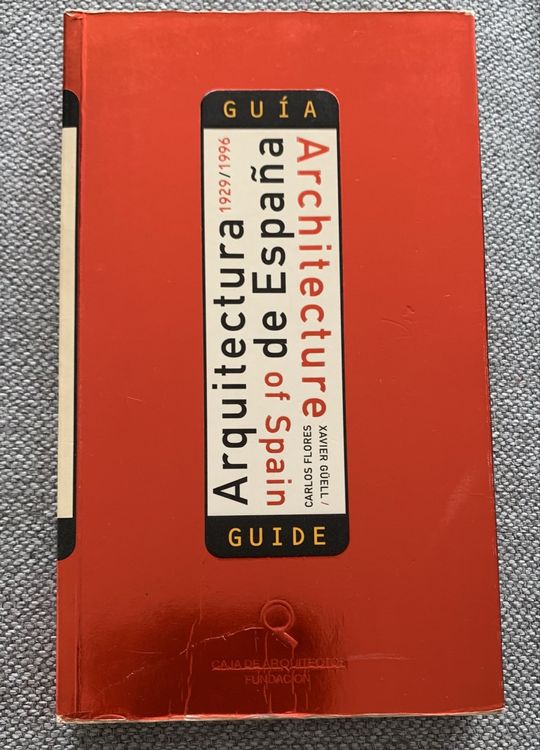 GUÍA
Arquitectura
de España
1929/1996
Architecture
of Spain
XAVIER GÜELL /
CARLOS FLORES
GUIDE
CAJA DE ARQUITECTOS
FUNDACIÓN